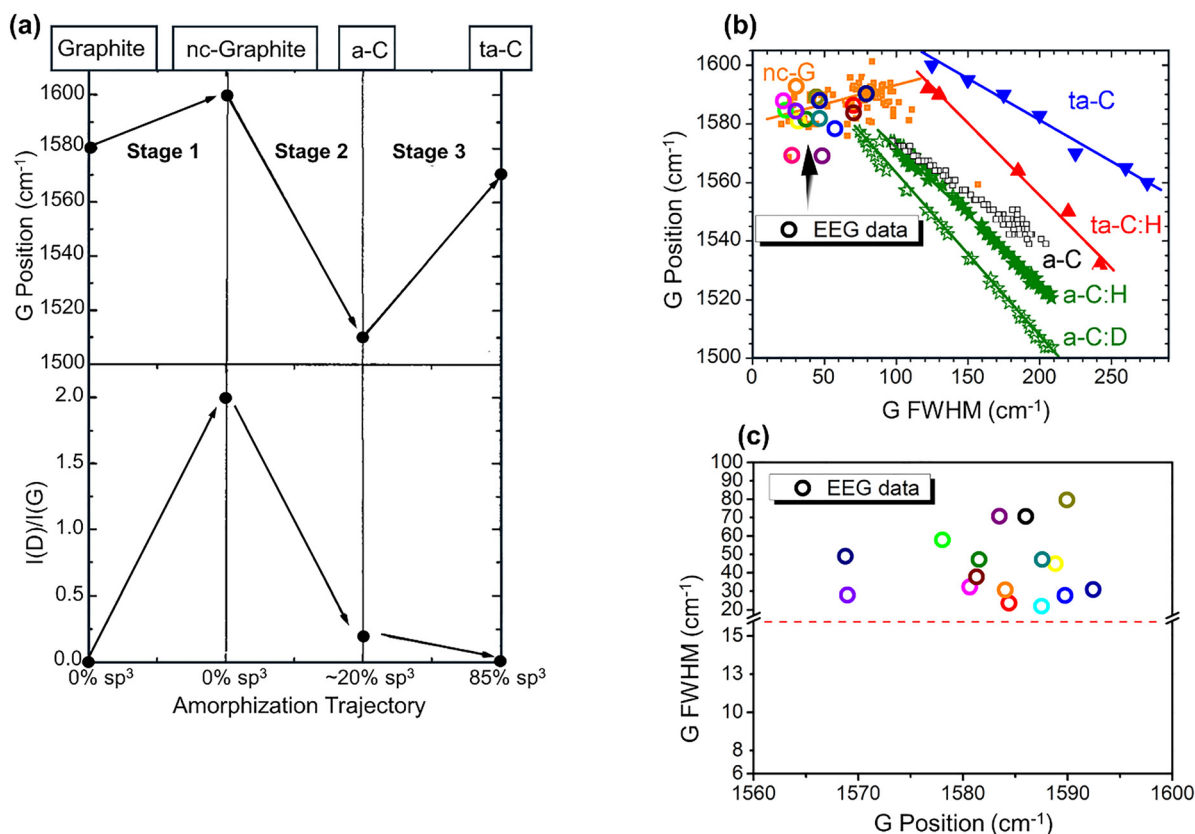 (a)
Graphite nc-Graphite a-C ta-C
G Position (cm⁻¹)
1600
1580
1560
1540
1520
1500
Stage 1 Stage 2 Stage 3
I(D)/I(G)
2.0
1.5
1.0
0.25
0.0
0% sp³ 0% sp³ ~20% sp³ 85% sp³
Amorphization Trajectory
(b)
G Position (cm⁻¹)
1600
1580
1560
1540
1520
1500
nc-G
ta-C
EEG data
ta-C:H
a-C
a-C:H
a-C:D
0 50 100 150 200 250
G FWHM (cm⁻¹)
(c)
G FWHM (cm⁻¹)
100
90
80
70
60
50
40
30
20
15
13
10
8
6
EEG data
1560 1570 1580 1590 1600
G Position (cm⁻¹)